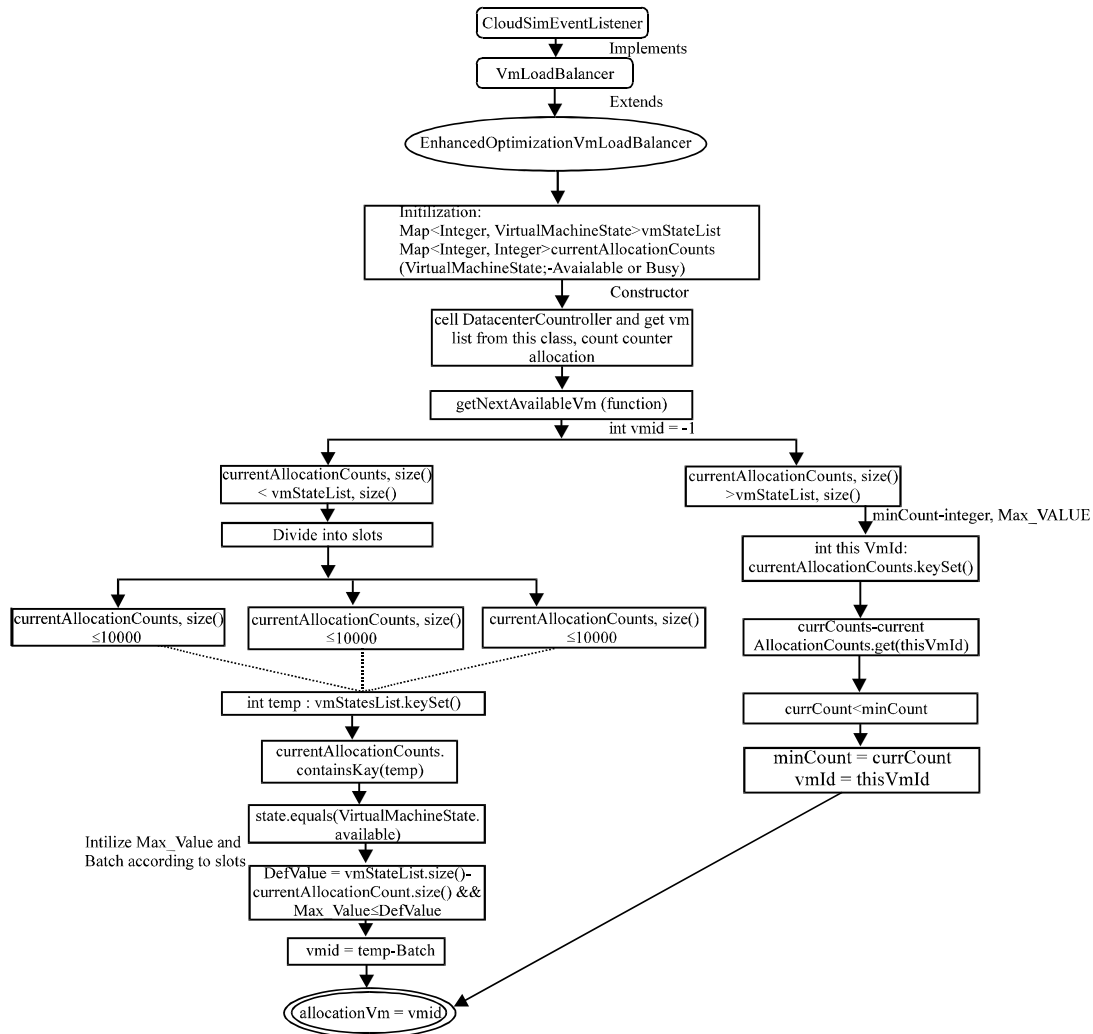 CloudSimEventListener
Implements
VmLoadBalancer
Extends
EnhancedOptimizationVmLoadBalancer
Initilization:
Map<Integer, VirtualMachineState>vmStateList
Map<Integer, Integer>currentAllocationCounts
(VirtualMachineState;-Avaialable or Busy)
Constructor
cell DatacenterCountroller and get vm
list from this class, count counter
allocation
getNextAvailableVm (function)
int vmid = -1
currentAllocationCounts, size()
< vmStateList, size()
Divide into slots
currentAllocationCounts, size()
≤10000
currentAllocationCounts, size()
≤10000
currentAllocationCounts, size()
≤10000
int temp : vmStatesList.keySet()
currentAllocationCounts.
containsKay(temp)
state.equals(VirtualMachineState.
available)
Intilize Max_Value and
Batch according to slots
DefValue = vmStateList.size()-
currentAllocationCount.size() &&
Max_Value≤DefValue
vmid = temp-Batch
currentAllocationCounts, size()
>vmStateList, size()
minCount-integer, Max_VALUE
int this VmId:
currentAllocationCounts.keySet()
currCounts-current
AllocationCounts.get(thisVmId)
currCount<minCount
minCount = currCount
vmId = thisVmId
allocationVm = vmid